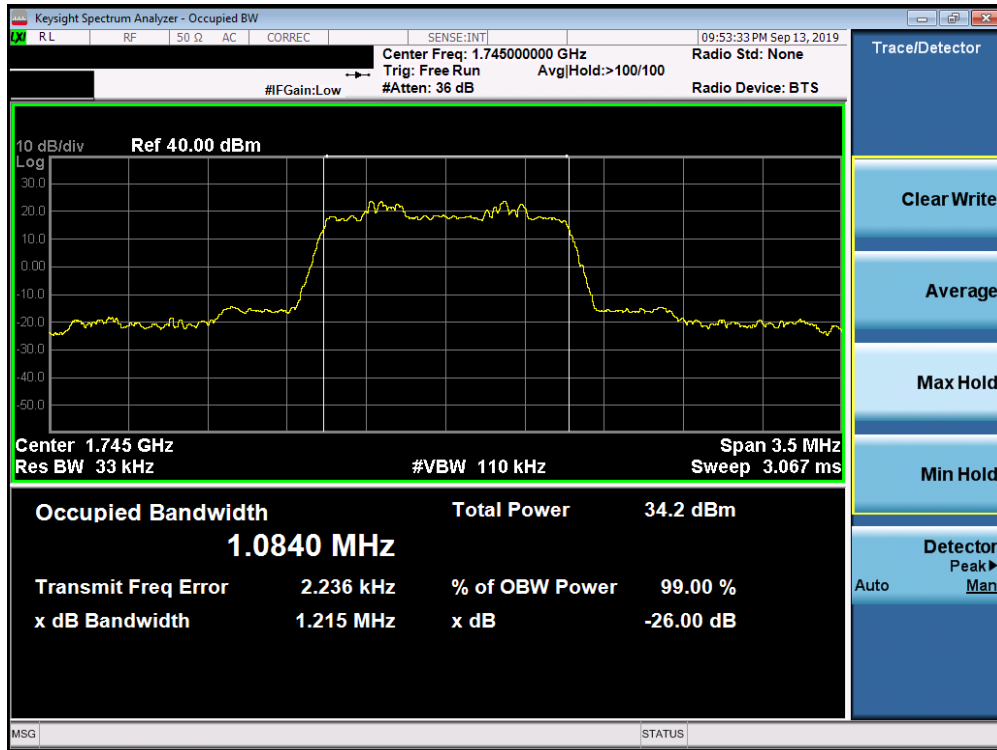 Keysight Spectrum Analyzer - Occupied BW
LXI RL RF 50 Ω AC CORREC SENSE:INT 09:53:33 PM Sep 13, 2019
Center Freq: 1.745000000 GHz Radio Std: None
Trig: Free Run Avg|Hold:>100/100
#IFGain:Low #Atten: 36 dB Radio Device: BTS
10 dB/div Ref 40.00 dBm
Log
30.0
20.0
10.0
0.00
-10.0
-20.0
-30.0
-40.0
-50.0
Center 1.745 GHz Span 3.5 MHz
Res BW 33 kHz #VBW 110 kHz Sweep 3.067 ms
Occupied Bandwidth Total Power 34.2 dBm
1.0840 MHz
Transmit Freq Error 2.236 kHz % of OBW Power 99.00 %
x dB Bandwidth 1.215 MHz x dB -26.00 dB
MSG STATUS
Trace/Detector
Clear Write
Average
Max Hold
Min Hold
Detector
Peak▶
Auto Man